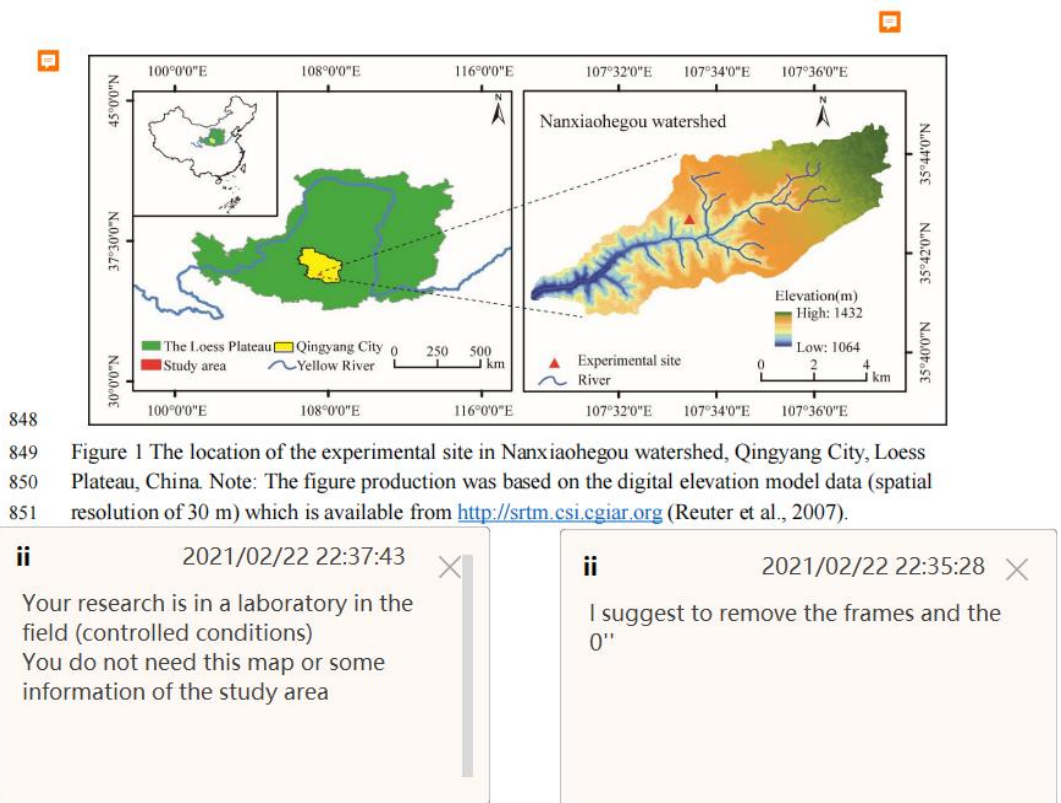 100°0'0"E 108°0'0"E 116°0'0"E 107°32'0"E 107°34'0"E 107°36'0"E
45°0'0"N
37°30'0"N
30°0'0"N
N
The Loess Plateau Qingyang City
Study area Yellow River
0 250 500
km
100°0'0"E 108°0'0"E 116°0'0"E
Nanxiaohegou watershed
N
35°44'0"N
35°42'0"N
35°40'0"N
Elevation(m)
High: 1432
Low: 1064
Experimental site
River
0 2 4
km
107°32'0"E 107°34'0"E 107°36'0"E
848
849 Figure 1 The location of the experimental site in Nanxiaohegou watershed, Qingyang City, Loess
850 Plateau, China. Note: The figure production was based on the digital elevation model data (spatial
851 resolution of 30 m) which is available from http://srtm.csi.cgiar.org (Reuter et al., 2007).
ii 2021/02/22 22:37:43
Your research is in a laboratory in the
field (controlled conditions)
You do not need this map or some
information of the study area
ii 2021/02/22 22:35:28
I suggest to remove the frames and the
0''